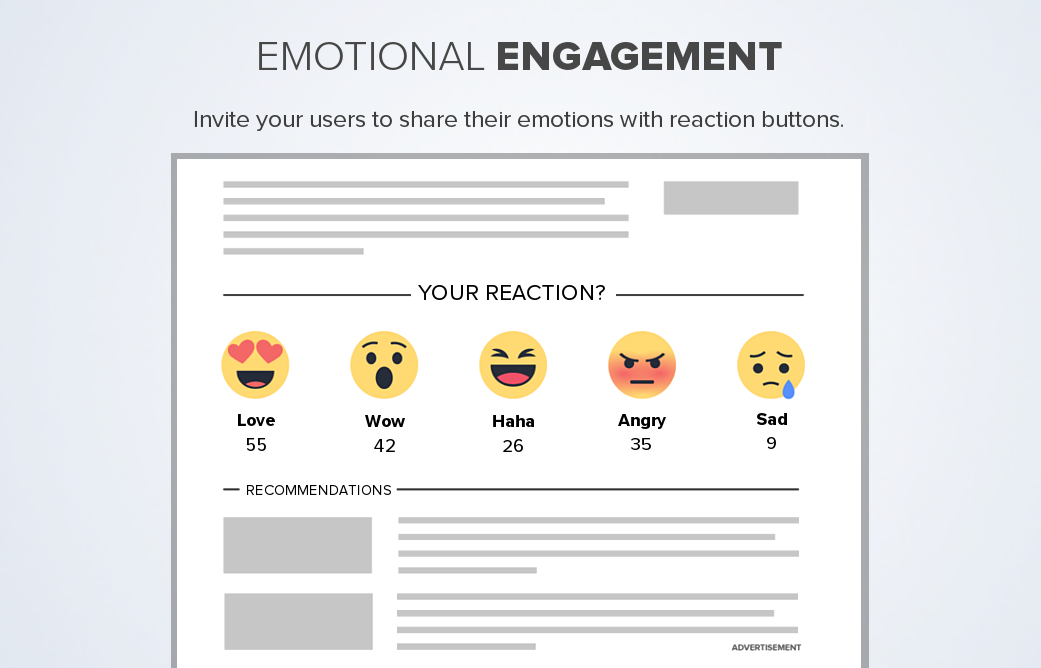 EMOTIONAL ENGAGEMENT
Invite your users to share their emotions with reaction buttons.
YOUR REACTION?
Love Wow Haha Angry Sad
55 42 26 35 9
RECOMMENDATIONS
ADVERTISEMENT